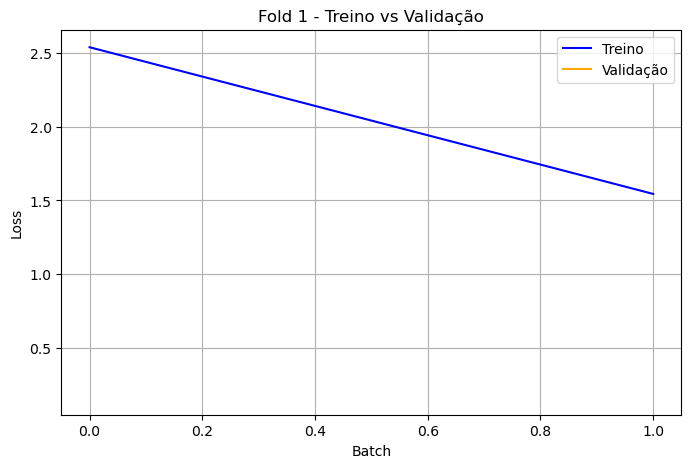 Fold 1 - Treino vs Validação
Treino
Validação
2.5
2.0
1.5
1.0
0.5
Loss
0.0 0.2 0.4 0.6 0.8 1.0
Batch